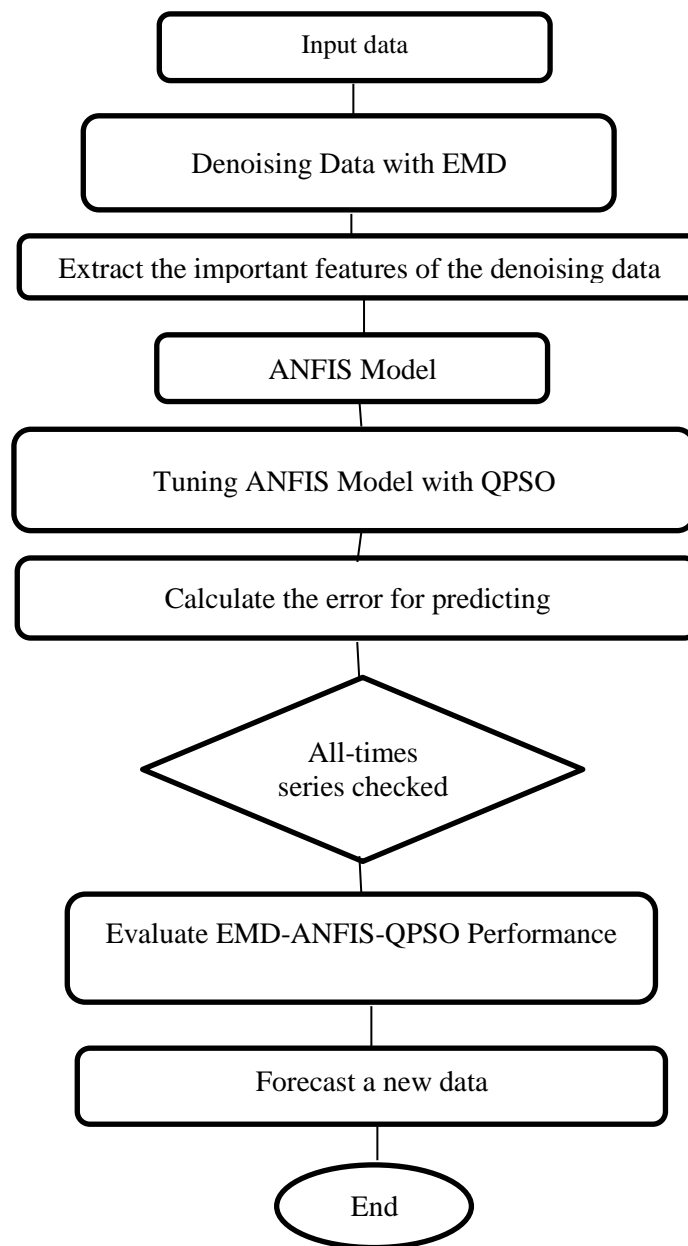 Input data
Denoising Data with EMD
Extract the important features of the denoising data
ANFIS Model
Tuning ANFIS Model with QPSO
Calculate the error for predicting
All-times
series checked
Evaluate EMD-ANFIS-QPSO Performance
Forecast a new data
End